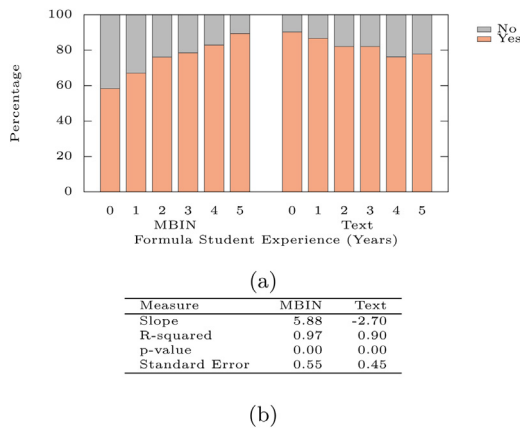 100
80
60
40
20
0
Percentage
No
Yes
0 1 2 3 4 5 0 1 2 3 4 5
MBIN Text
Formula Student Experience (Years)
(a)
Measure MBIN Text
Slope 5.88 -2.70
R-squared 0.97 0.90
p-value 0.00 0.00
Standard Error 0.55 0.45
(b)